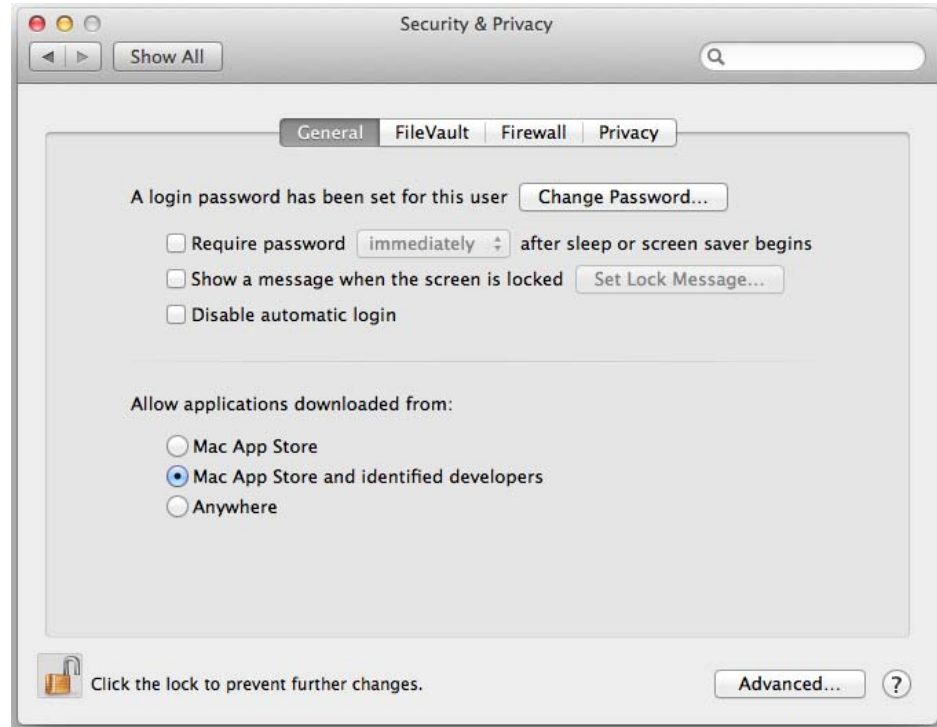 Security & Privacy
Show All
General FileVault Firewall Privacy
A login password has been set for this user Change Password...
Require password immediately after sleep or screen saver begins
Show a message when the screen is locked Set Lock Message...
Disable automatic login
Allow applications downloaded from:
Mac App Store
Mac App Store and identified developers
Anywhere
Click the lock to prevent further changes. Advanced... ?